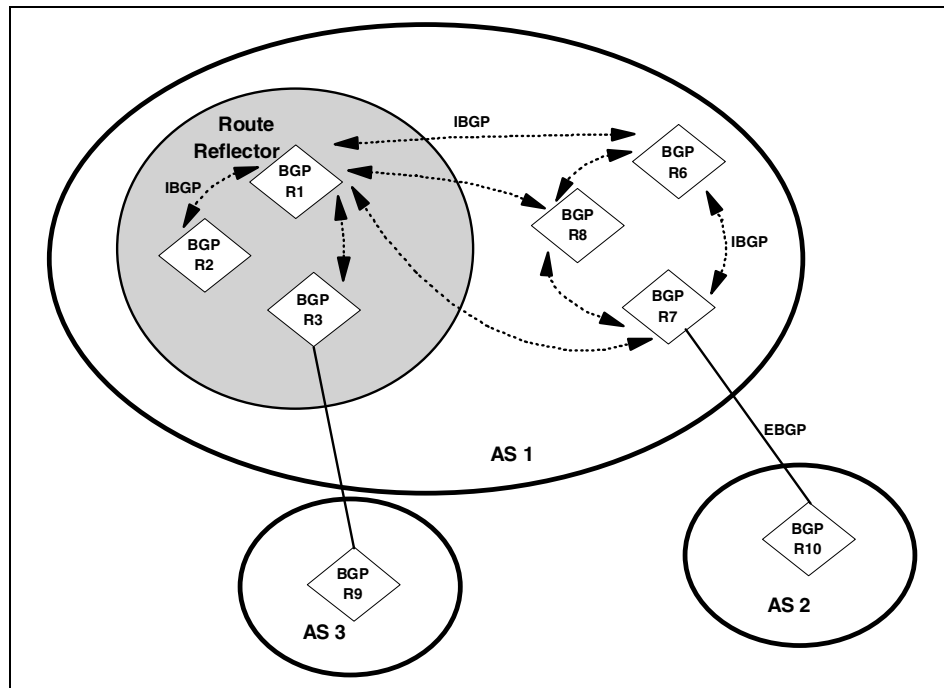 Route
Reflector
IBGP
BGP
R1
BGP
R6
IBGP
BGP
R2
BGP
R8
IBGP
BGP
R3
BGP
R7
AS 1
EBGP
BGP
R9
AS 3
BGP
R10
AS 2